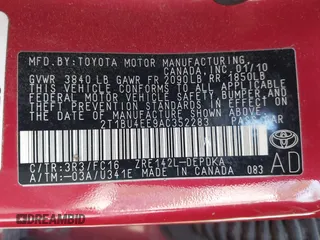 MFD.BY:TOYOTA MOTOR MANUFACTURING,
CANADA,INC. 01/10
GVWR 3840 LB GAWR FR 2090LB RR 1850LB
THIS VEHICLE CONFORMS TO ALL APPLICABLE
FEDERAL MOTOR VEHICLE SAFETY, BUMPER, AND
THEFT PREVENTION STANDARDS IN EFFECT ON
THE DATE OF MANUFACTURE SHOWN ABOVE.
2T1BU4EE9AC352283 PASS.CAR
C/TR:3R3/FC16 ZRE142L-DEPDKA
A/TM:-03A/U341E MADE IN CANADA 083
AD
TOYOTA
© DREAMBID